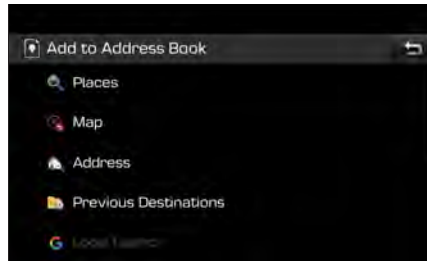 Add to Address Book
Places
Map
Address
Previous Destinations